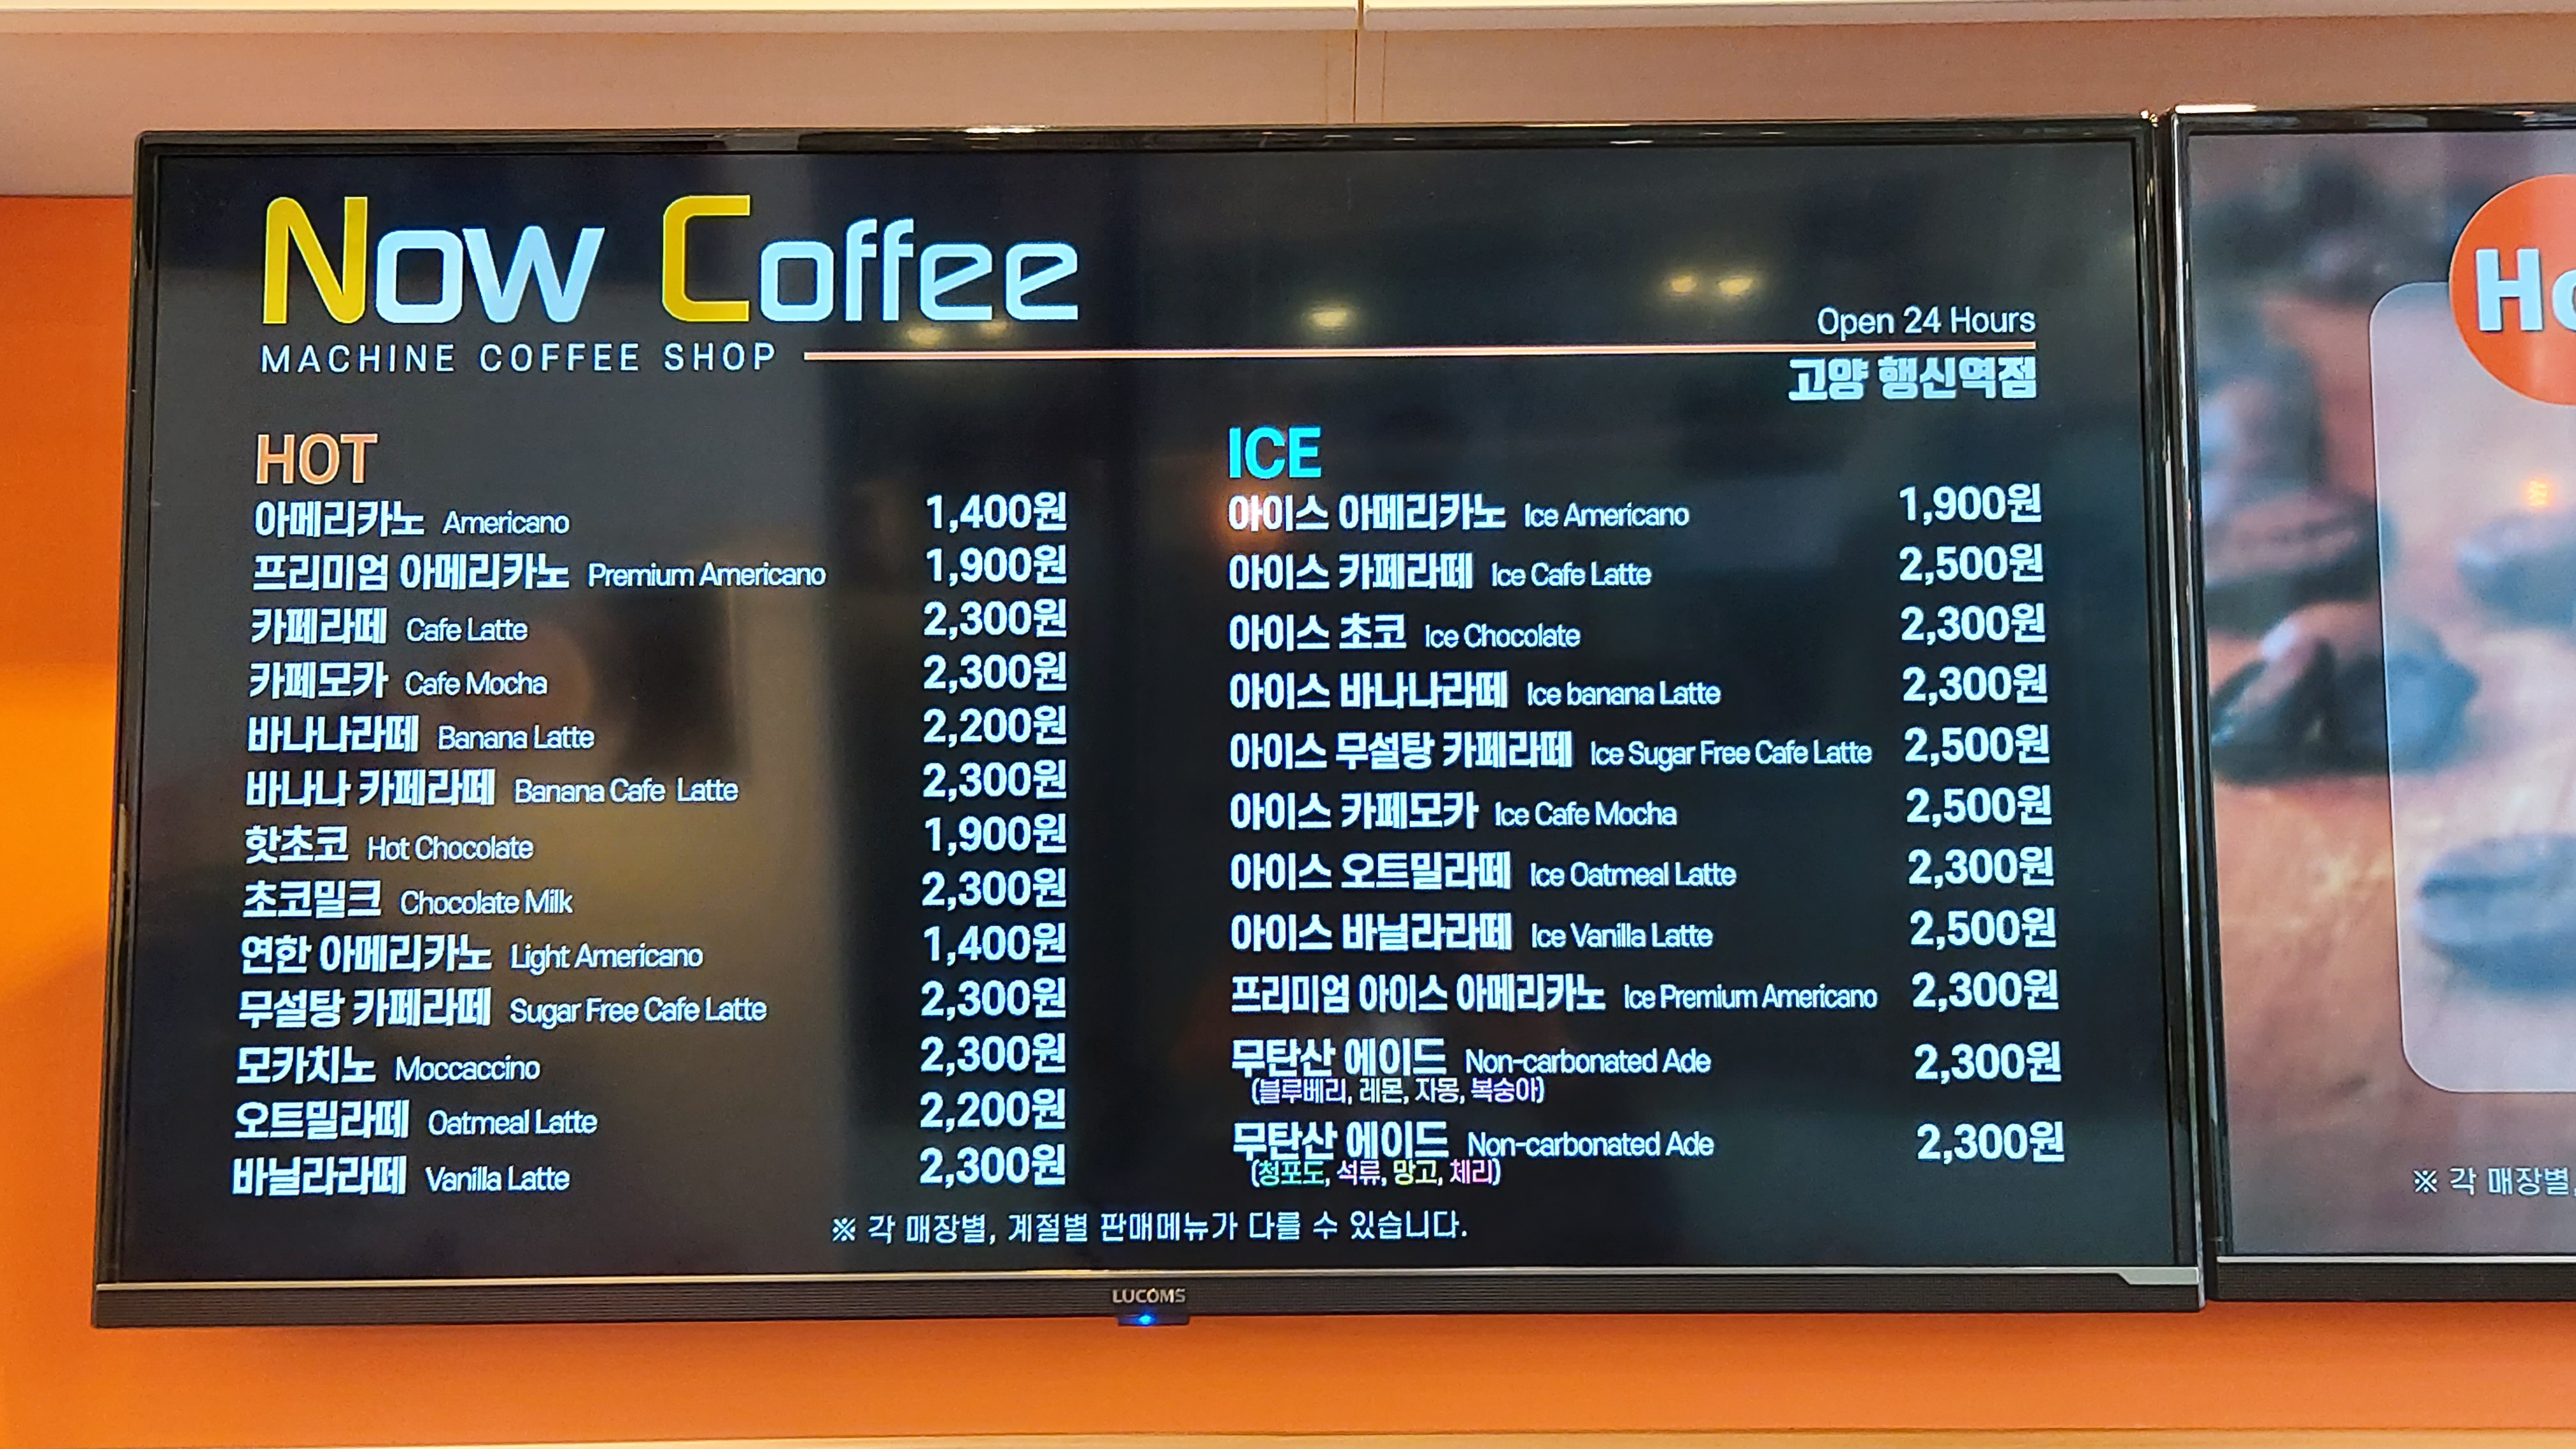 Now Coffee
MACHINE COFFEE SHOP
Open 24 Hours
고양 행신역점
HOT
아메리카노 Americano 1,400원
프리미엄 아메리카노 Premium Americano 1,900원
카페라떼 Cafe Latte 2,300원
카페모카 Cafe Mocha 2,300원
바나나라떼 Banana Latte 2,200원
바나나 카페라떼 Banana Cafe Latte 2,300원
핫초코 Hot Chocolate 1,900원
초코밀크 Chocolate Milk 2,300원
연한 아메리카노 Light Americano 1,400원
무설탕 카페라떼 Sugar Free Cafe Latte 2,300원
모카치노 Moccaccino 2,300원
오트밀라떼 Oatmeal Latte 2,200원
바닐라라떼 Vanilla Latte 2,300원
ICE
아이스 아메리카노 Ice Americano 1,900원
아이스 카페라떼 Ice Cafe Latte 2,500원
아이스 초코 Ice Chocolate 2,300원
아이스 바나나라떼 Ice banana Latte 2,300원
아이스 무설탕 카페라떼 Ice Sugar Free Cafe Latte 2,500원
아이스 카페모카 Ice Cafe Mocha 2,500원
아이스 오트밀라떼 Ice Oatmeal Latte 2,300원
아이스 바닐라라떼 Ice Vanilla Latte 2,500원
프리미엄 아이스 아메리카노 Ice Premium Americano 2,300원
무탄산 에이드 Non-carbonated Ade 2,300원
(블루베리, 레몬, 자몽, 복숭아)
무탄산 에이드 Non-carbonated Ade 2,300원
(청포도, 석류, 망고, 체리)
※ 각 매장별, 계절별 판매메뉴가 다를 수 있습니다.
LUCOMS
※ 각 매장별,